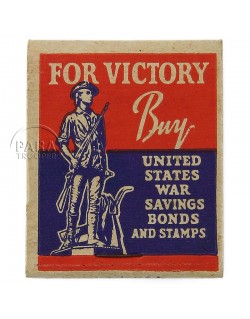 FOR VICTORY
Buy
UNITED
STATES
WAR
SAVINGS
BONDS
AND STAMPS
PARA
TROOPER